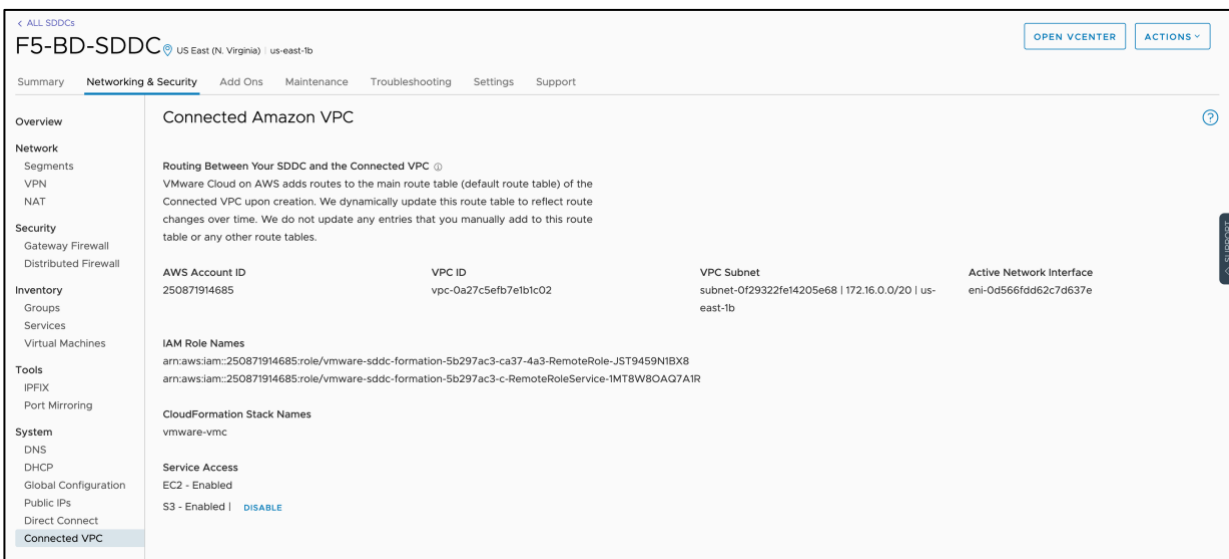 < ALL SDDCs
F5-BD-SDDC US East (N. Virginia) | us-east-1b
OPEN VCENTER
ACTIONS
Summary Networking & Security Add Ons Maintenance Troubleshooting Settings Support
Overview
Network
Segments
VPN
NAT
Security
Gateway Firewall
Distributed Firewall
Inventory
Groups
Services
Virtual Machines
Tools
IPFIX
Port Mirroring
System
DNS
DHCP
Global Configuration
Public IPs
Direct Connect
Connected VPC
Connected Amazon VPC
Routing Between Your SDDC and the Connected VPC
VMware Cloud on AWS adds routes to the main route table (default route table) of the
Connected VPC upon creation. We dynamically update this route table to reflect route
changes over time. We do not update any entries that you manually add to this route
table or any other route tables.
AWS Account ID
250871914685
VPC ID
vpc-0a27c5efb7e1b1c02
VPC Subnet
subnet-0f29322fe14205e68 | 172.16.0.0/20 | us-
east-1b
Active Network Interface
eni-0d566fdd62c7d637e
IAM Role Names
arn:aws:iam::250871914685:role/vmware-sddc-formation-5b297ac3-ca37-4a3-RemoteRole-JST9459N1BX8
arn:aws:iam::250871914685:role/vmware-sddc-formation-5b297ac3-c-RemoteRoleService-1MT8W8OAQ7A1R
CloudFormation Stack Names
vmware-vmc
Service Access
EC2 - Enabled
S3 - Enabled | DISABLE
SUPPORT